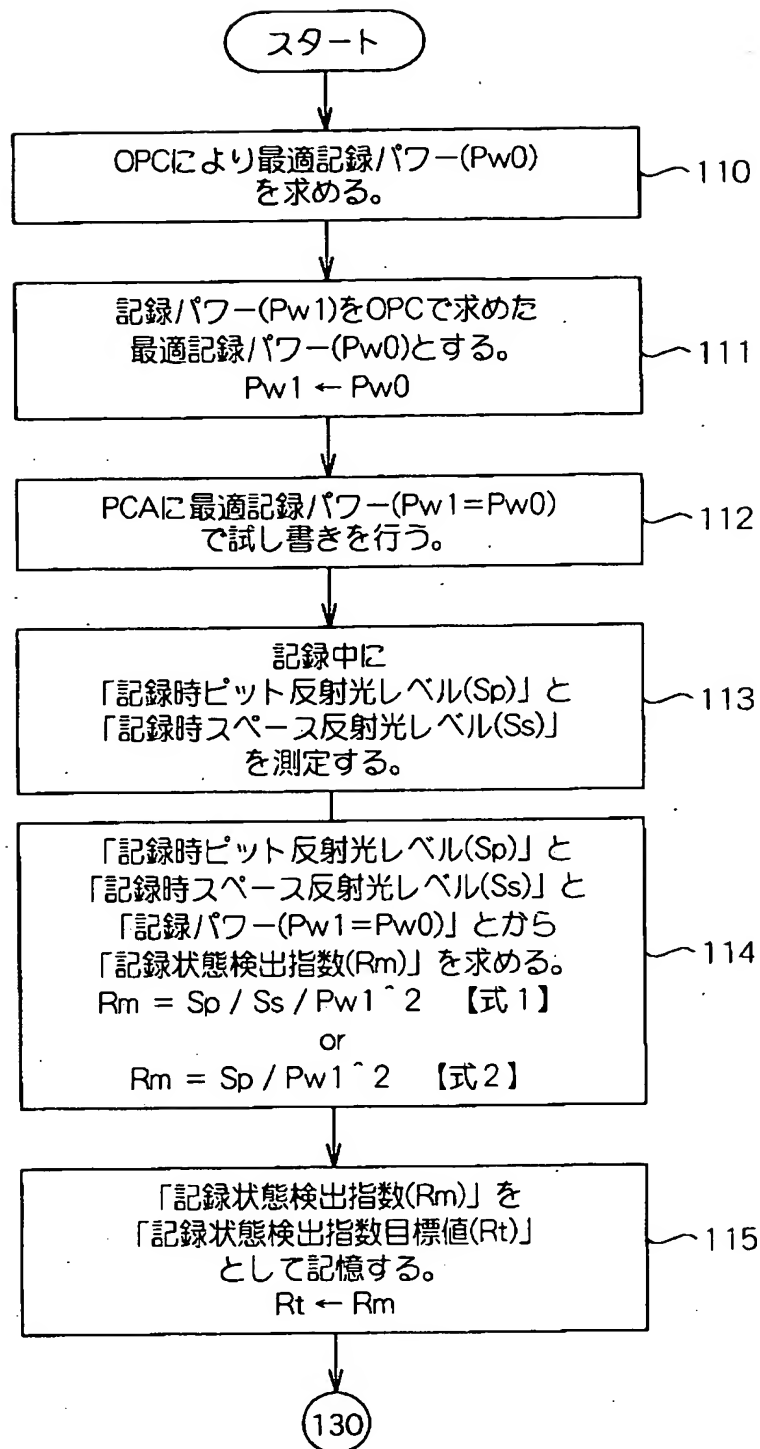 スタート
OPCにより最適記録パワー(Pw0)
を求める。
110
記録パワー(Pw1)をOPCで求めた
最適記録パワー(Pw0)とする。
Pw1 ← Pw0
111
PCAに最適記録パワー(Pw1=Pw0)
で試し書きを行う。
112
記録中に
「記録時ピット反射光レベル(Sp)」と
「記録時スペース反射光レベル(Ss)」
を測定する。
113
「記録時ピット反射光レベル(Sp)」と
「記録時スペース反射光レベル(Ss)」と
「記録パワー(Pw1=Pw0)」とから
「記録状態検出指数(Rm)」を求める。
Rm = Sp / Ss / Pw1^2 【式1】
or
Rm = Sp / Pw1^2 【式2】
114
「記録状態検出指数(Rm)」を
「記録状態検出指数目標値(Rt)」
として記憶する。
Rt ← Rm
115
130